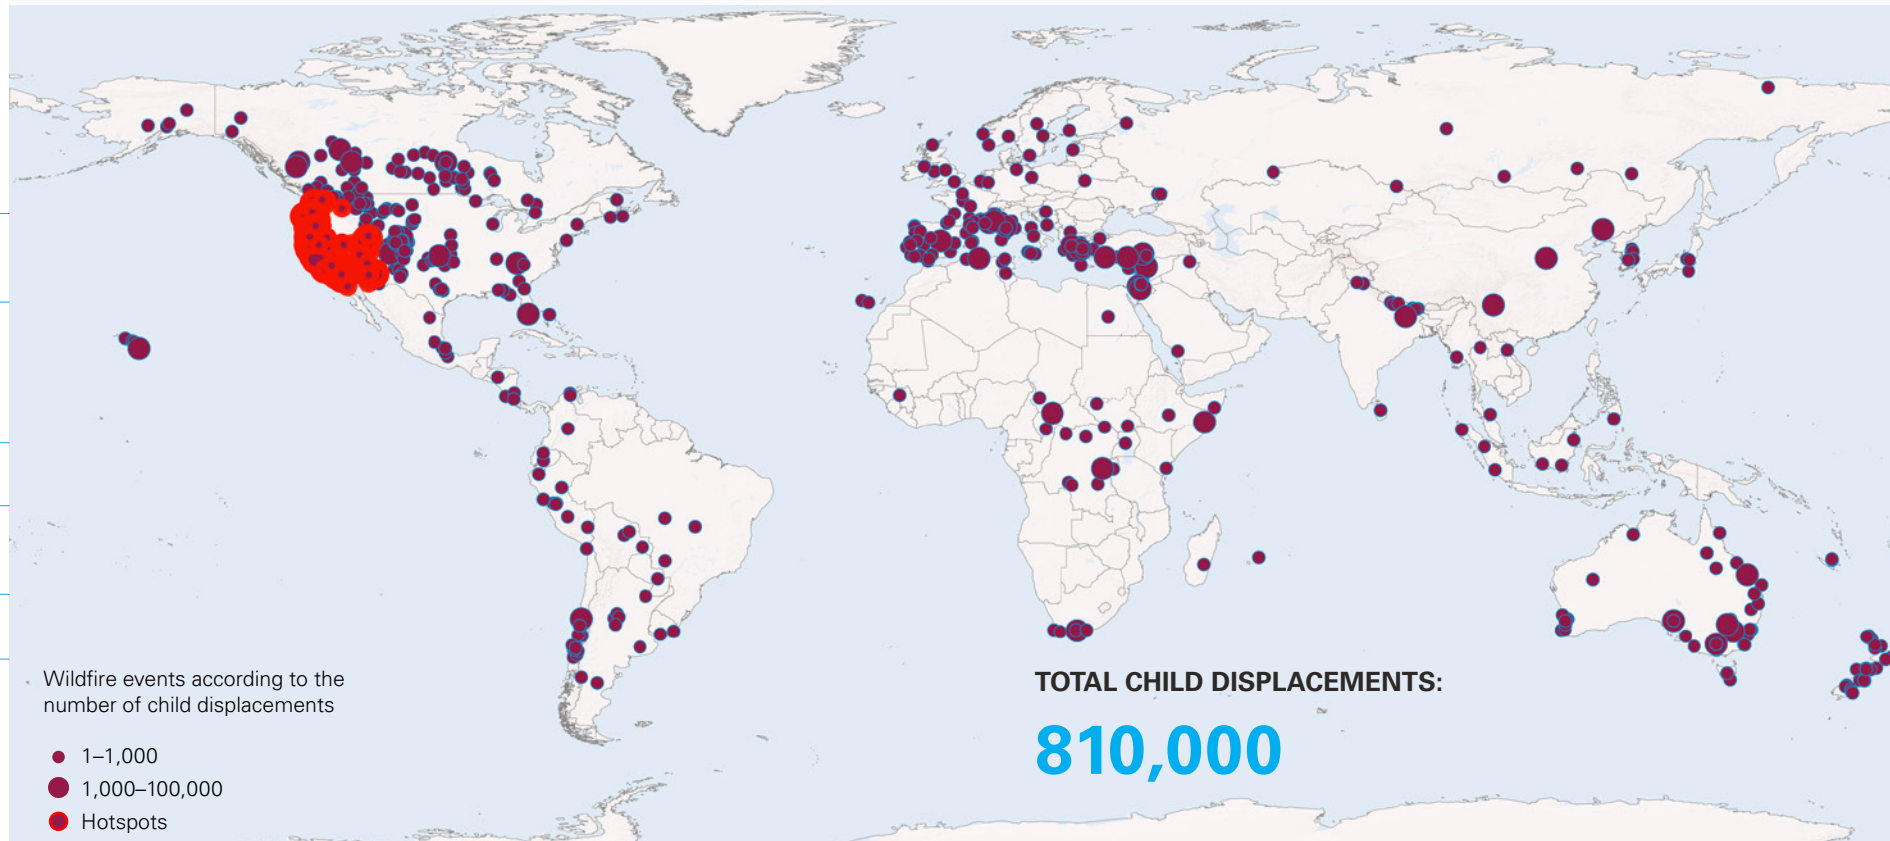 Wildfire events according to the
number of child displacements
1–1,000
1,000–100,000
Hotspots
TOTAL CHILD DISPLACEMENTS:
810,000